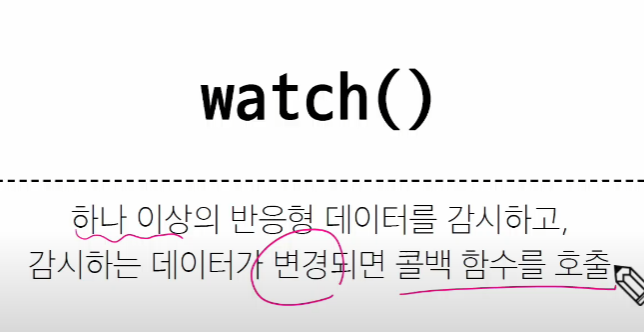 watch()
하나 이상의 반응형 데이터를 감시하고,
감시하는 데이터가 변경되면 콜백 함수를 호출